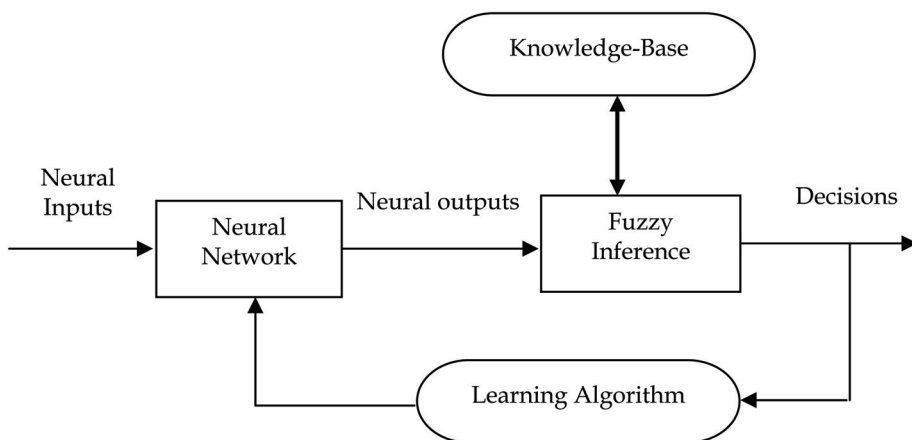 Knowledge-Base
Neural
Inputs
Neural
Network
Neural outputs
Fuzzy
Inference
Decisions
Learning Algorithm